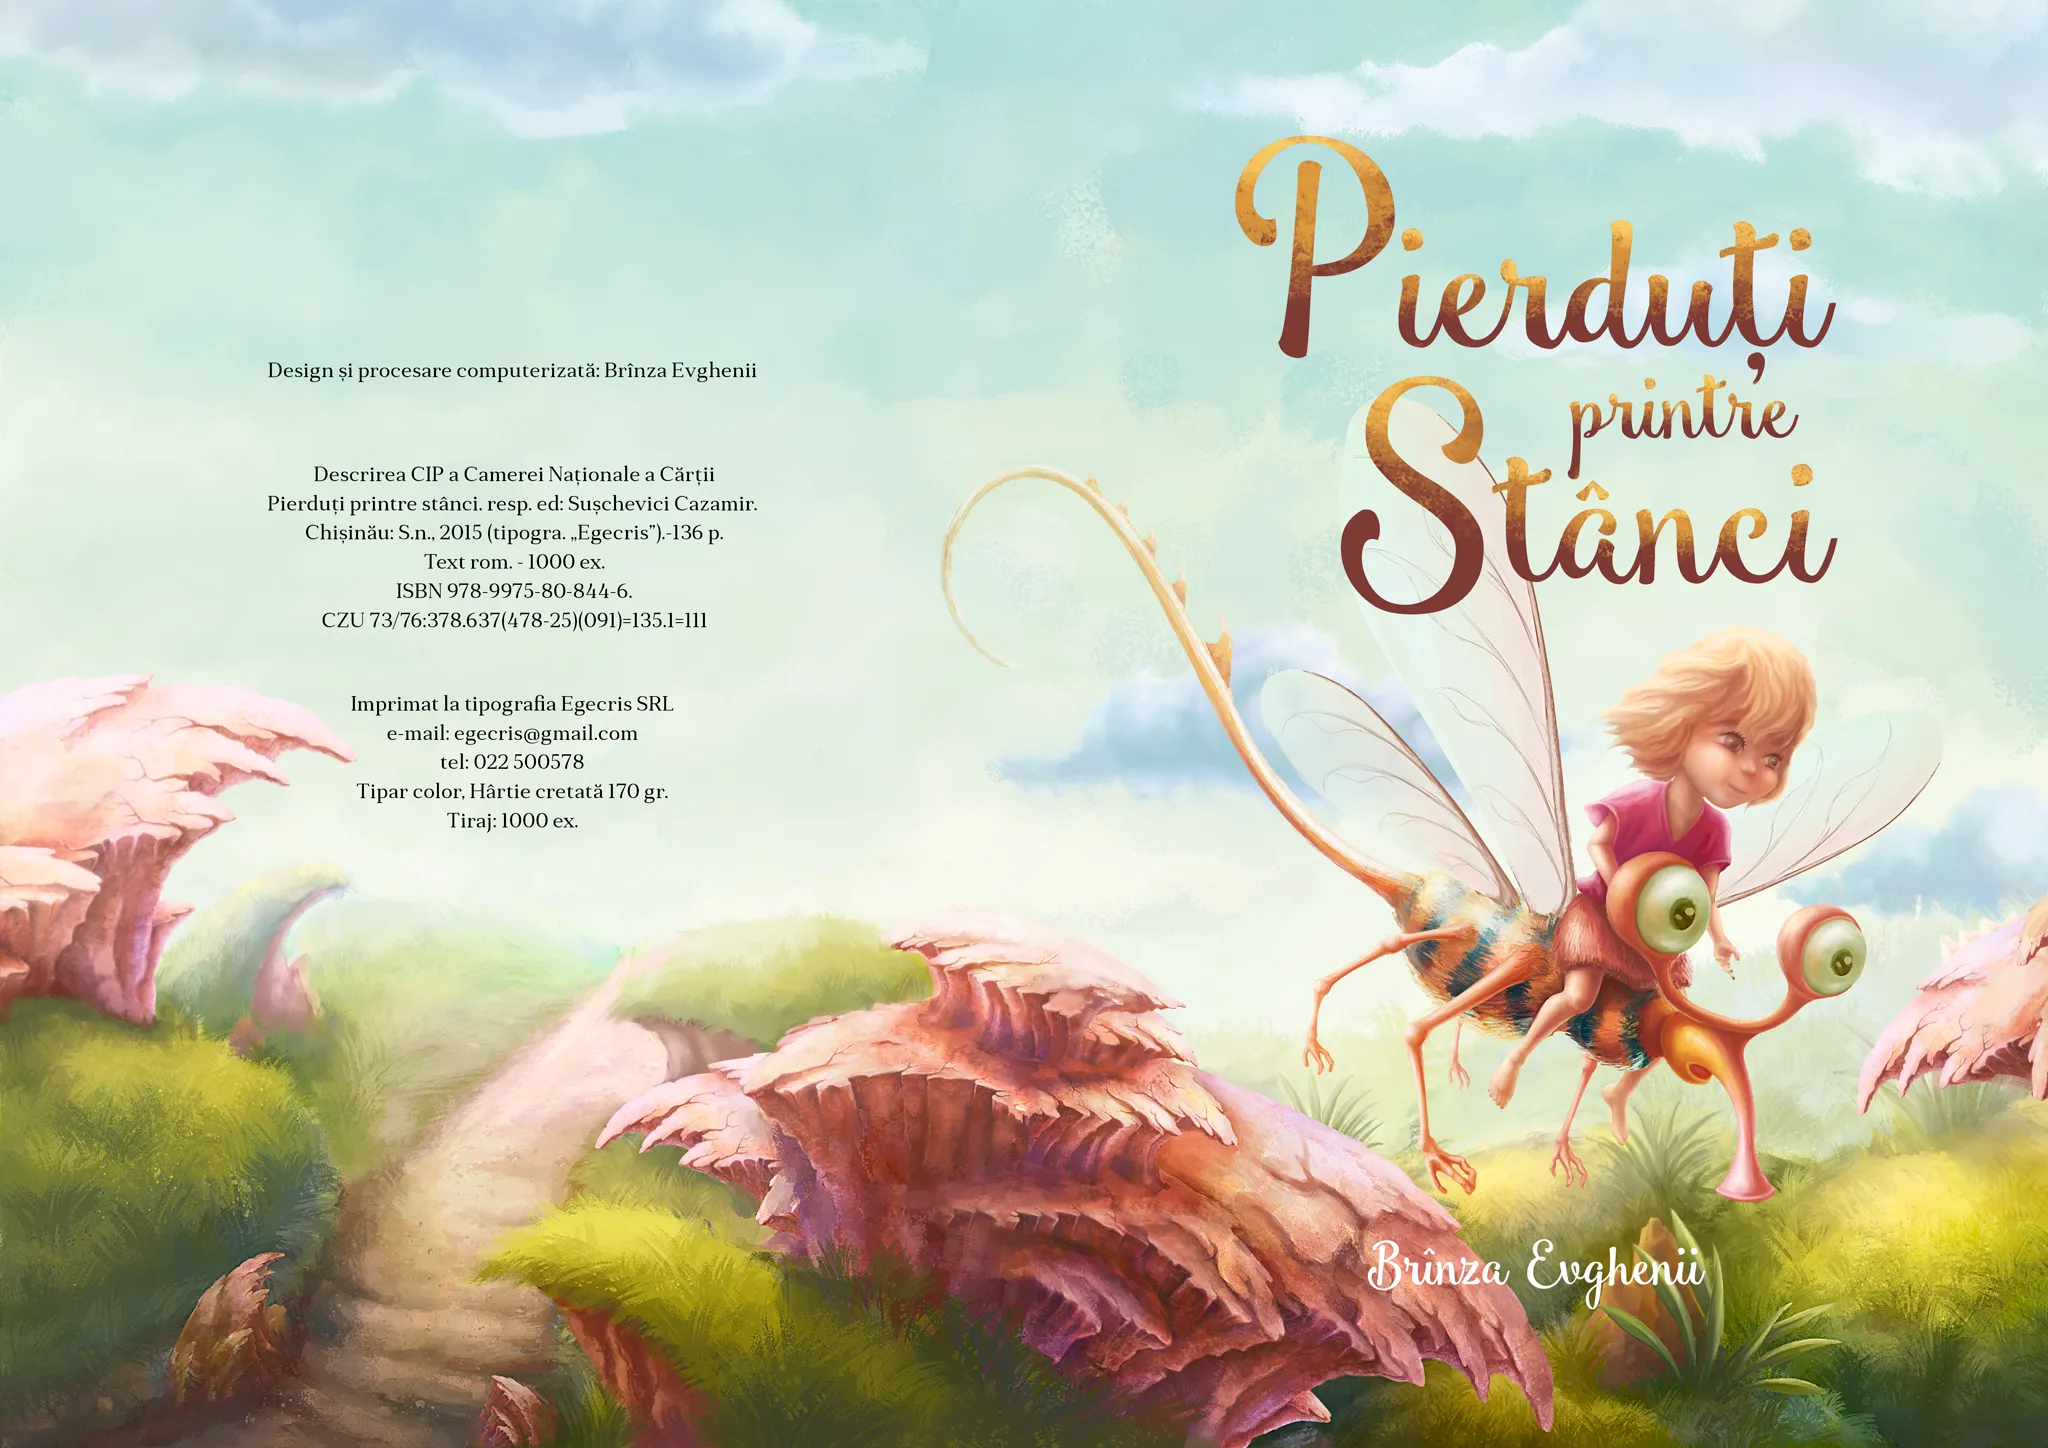 Design și procesare computerizată: Brînza Evghenii
Descrirea CIP a Camerei Naționale a Cărții
Pierduți printre stânci. resp. ed: Sușchevici Cazamir.
Chișinău: S.n., 2015 (tipogra. „Egecris”).-136 p.
Text rom. - 1000 ex.
ISBN 978-9975-80-844-6.
CZU 73/76:378.637(478-25)(091)=135.1=111
Imprimat la tipografia Egecris SRL
e-mail: egecris@gmail.com
tel: 022 500578
Tipar color, Hârtie cretată 170 gr.
Tiraj: 1000 ex.
Pierduți
printre
Stânci
Brînza Evghenii